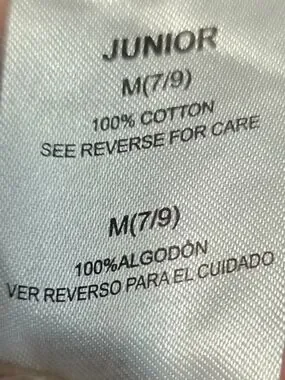 JUNIOR
M(7/9)
100% COTTON
SEE REVERSE FOR CARE
M(7/9)
100%ALGODÓN
VER REVERSO PARA EL CUIDADO